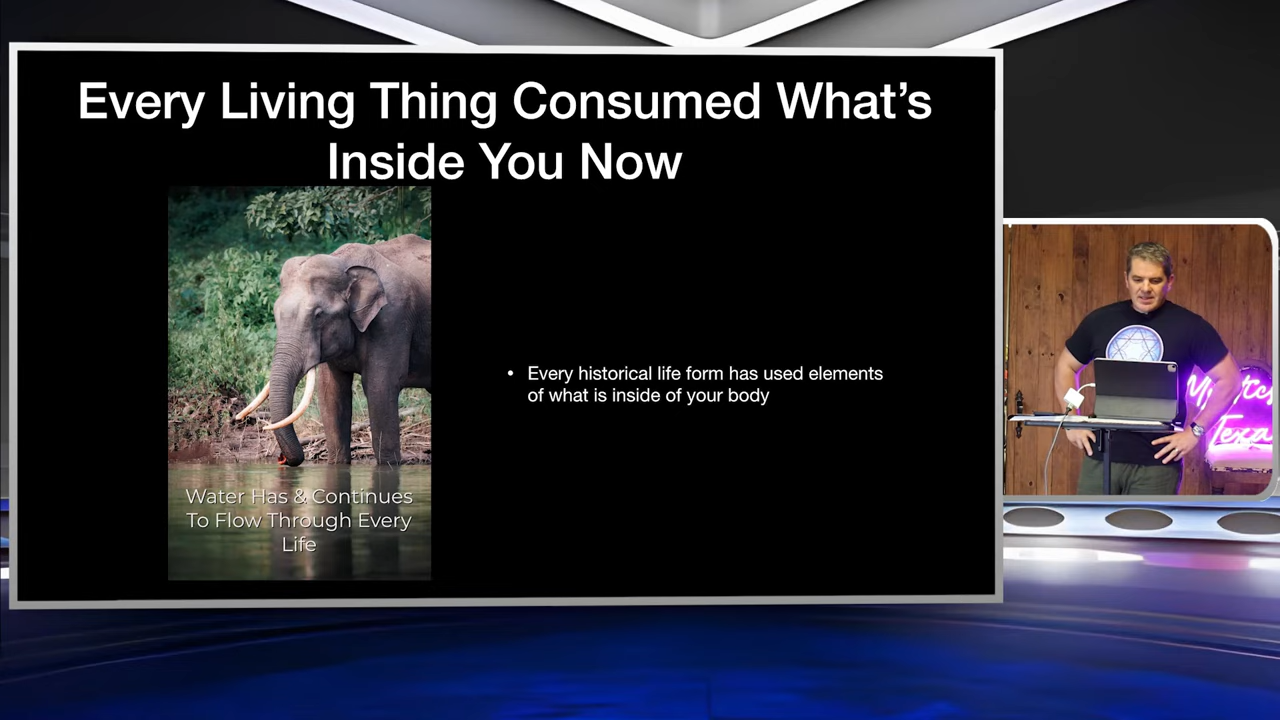 Every Living Thing Consumed What's
Inside You Now
Water Has & Continues
To Flow Through Every
Life
• Every historical life form has used elements
of what is inside of your body
Texa